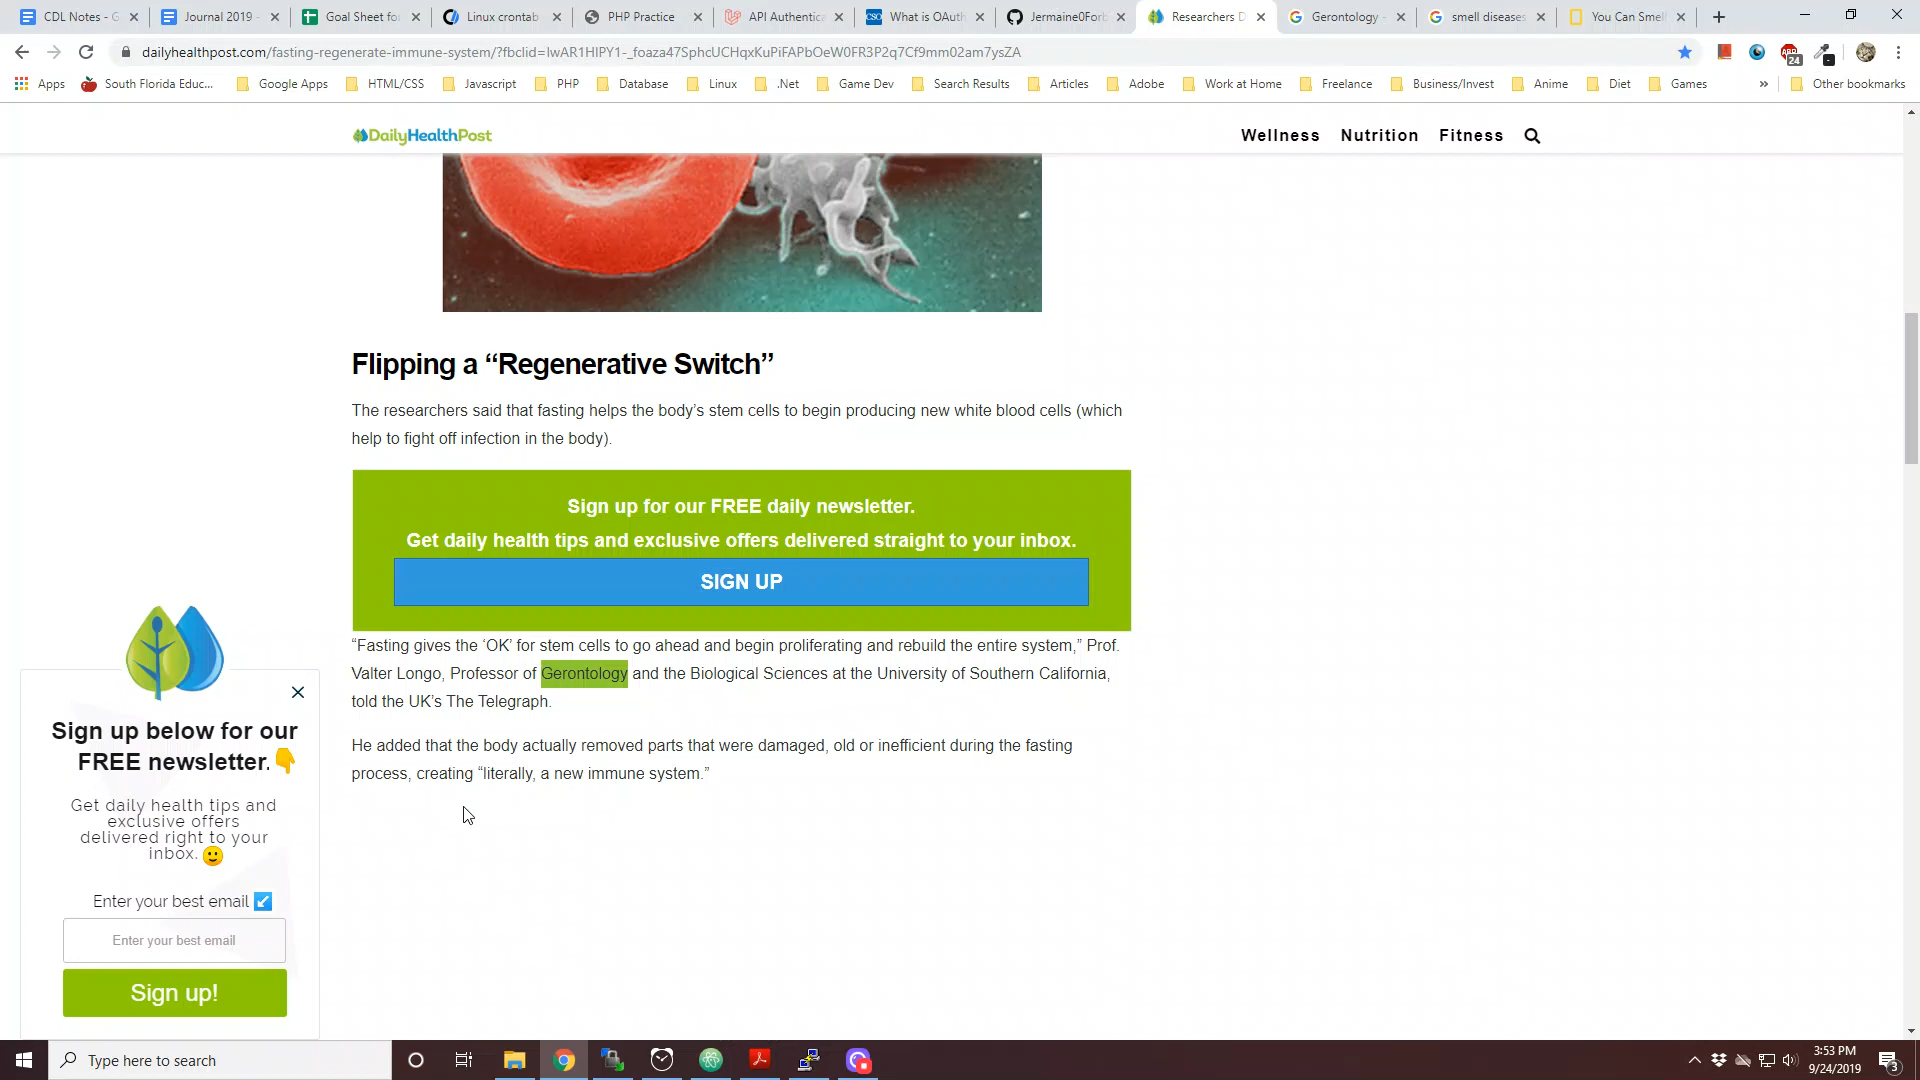 CDL Notes - G
Journal 2019 -
Goal Sheet fo
Linux crontab
PHP Practice
API Authentica
CSO
What is OAuth
Jermaine0Forb
Researchers D
Gerontology -
smell diseases
You Can Smel
dailyhealthpost.com/fasting-regenerate-immune-system/?fbclid=IwAR1HIPY1-_foaza47SphcUCHqxKuPiFAPbOeW0FR3P2q7Cf9mm02am7ysZA
ABP
24
-
Apps
South Florida Educ...
Google Apps
HTML/CSS
Javascript
PHP
Database
Linux
.Net
Game Dev
Search Results
Articles
Adobe
Work at Home
Freelance
Business/Invest
Anime
Diet
Games
»
Other bookmarks
DailyHealthPost
Wellness
Nutrition
Fitness
Flipping a “Regenerative Switch”
The researchers said that fasting helps the body’s stem cells to begin producing new white blood cells (which
help to fight off infection in the body).
Sign up for our FREE daily newsletter.
Get daily health tips and exclusive offers delivered straight to your inbox.
SIGN UP
“Fasting gives the ‘OK’ for stem cells to go ahead and begin proliferating and rebuild the entire system,” Prof.
Valter Longo, Professor of Gerontology and the Biological Sciences at the University of Southern California,
told the UK’s The Telegraph.
He added that the body actually removed parts that were damaged, old or inefficient during the fasting
process, creating “literally, a new immune system.”
Sign up below for our
FREE newsletter.👇
Get daily health tips and
exclusive offers
delivered right to your
inbox. 🙂
Enter your best email ↙
Enter your best email
Sign up!
Type here to search
3:53 PM
9/24/2019
3